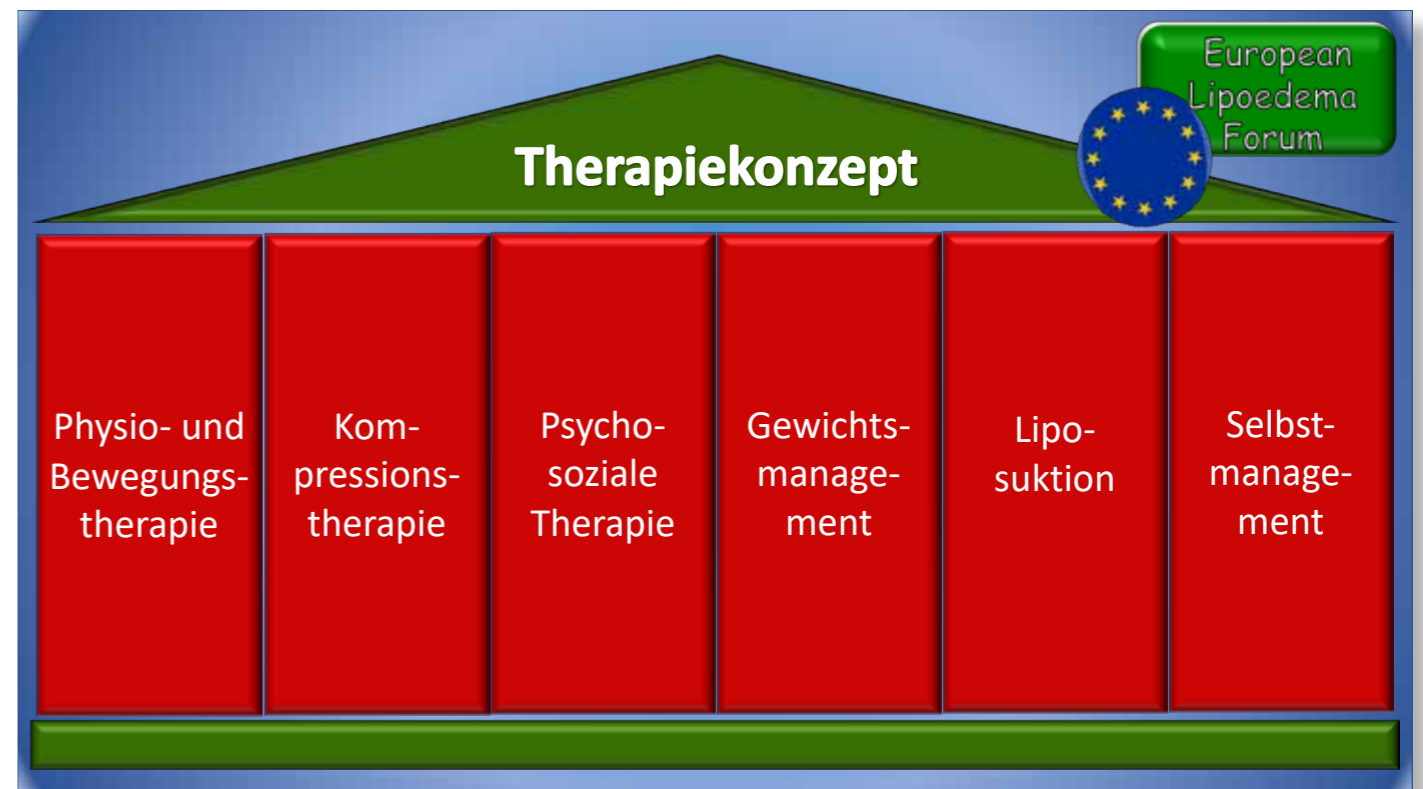 European
Lipoedema
Forum
Therapiekonzept
Physio- und
Bewegungs-
therapie
Kom-
pressions-
therapie
Psycho-
soziale
Therapie
Gewichts-
manage-
ment
Lipo-
suktion
Selbst-
manage-
ment